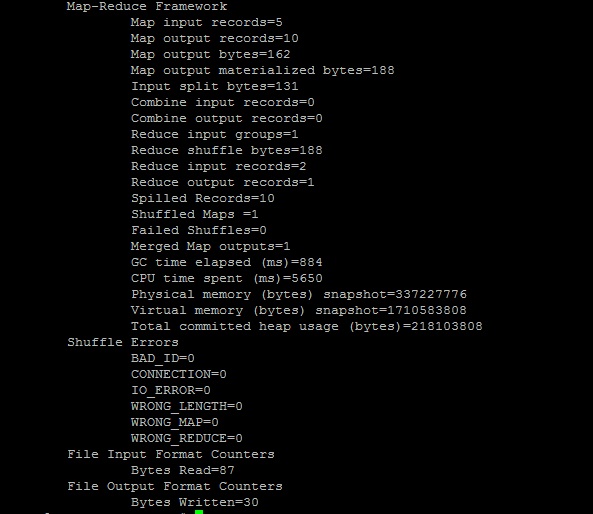 Map-Reduce Framework
Map input records=5
Map output records=10
Map output bytes=162
Map output materialized bytes=188
Input split bytes=131
Combine input records=0
Combine output records=0
Reduce input groups=1
Reduce shuffle bytes=188
Reduce input records=2
Reduce output records=1
Spilled Records=10
Shuffled Maps =1
Failed Shuffles=0
Merged Map outputs=1
GC time elapsed (ms)=884
CPU time spent (ms)=5650
Physical memory (bytes) snapshot=337227776
Virtual memory (bytes) snapshot=1710583808
Total committed heap usage (bytes)=218103808
Shuffle Errors
BAD_ID=0
CONNECTION=0
IO_ERROR=0
WRONG_LENGTH=0
WRONG_MAP=0
WRONG_REDUCE=0
File Input Format Counters
Bytes Read=87
File Output Format Counters
Bytes Written=30